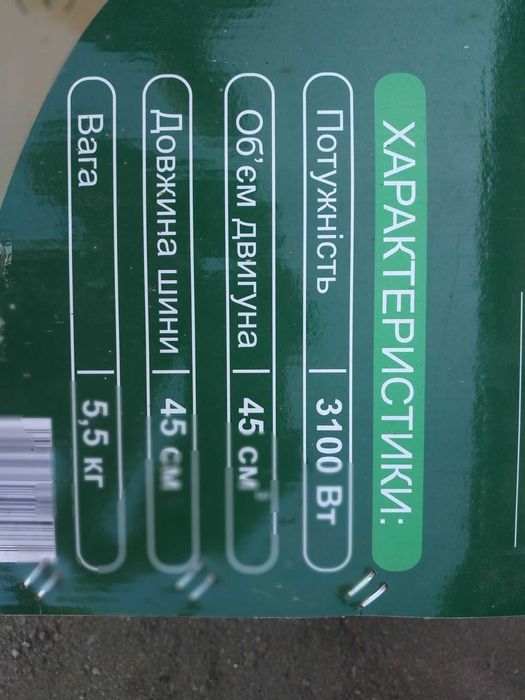 ХАРАКТЕРИСТИКИ:
Потужність | 3100 Вт
Об'єм двигуна | 45 см³
Довжина шини | 45 см
Вага | 5,5 кг